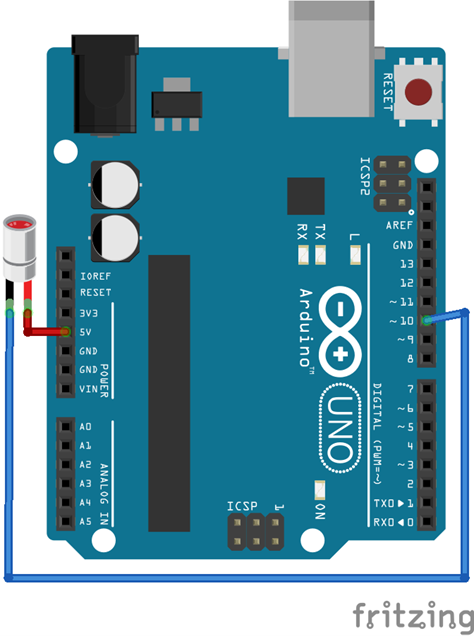 RESET
ICSP2
AREF
GND
13
12
~ 11
~ 10
~ 9
8
RX
TX
L
IOREF
RESET
3V3
5V
GND
GND
VIN
POWER
Arduino™
UNO
7
~ 6
~ 5
4
~ 3
2
TX0 ▶ 1
RX0 ◀ 0
DIGITAL (PWM=~)
A0
A1
A2
A3
A4
A5
ANALOG IN
ICSP
1
ON
fritzing